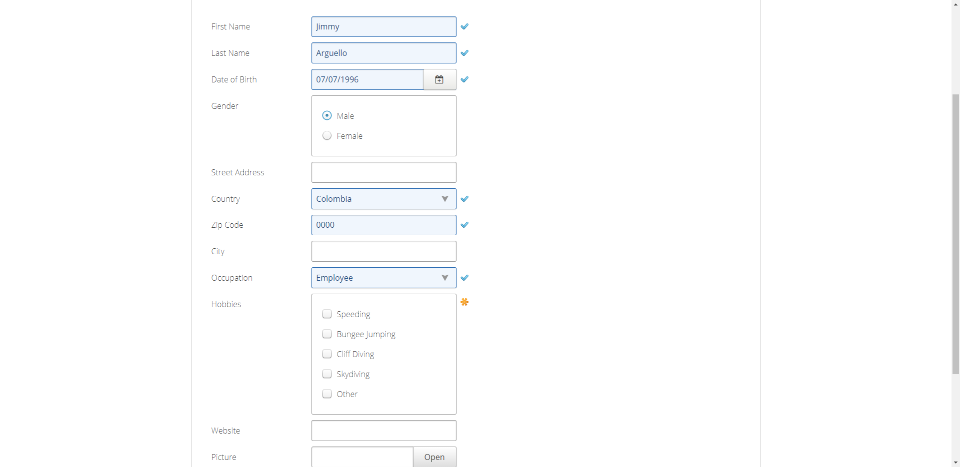 First Name Jimmy
Last Name Arguello
Date of Birth 07/07/1996
Gender
Male
Female
Street Address
Country Colombia
Zip Code 0000
City
Occupation Employee
Hobbies
Speeding
Bungee Jumping
Cliff Diving
Skydiving
Other
Website
Picture Open